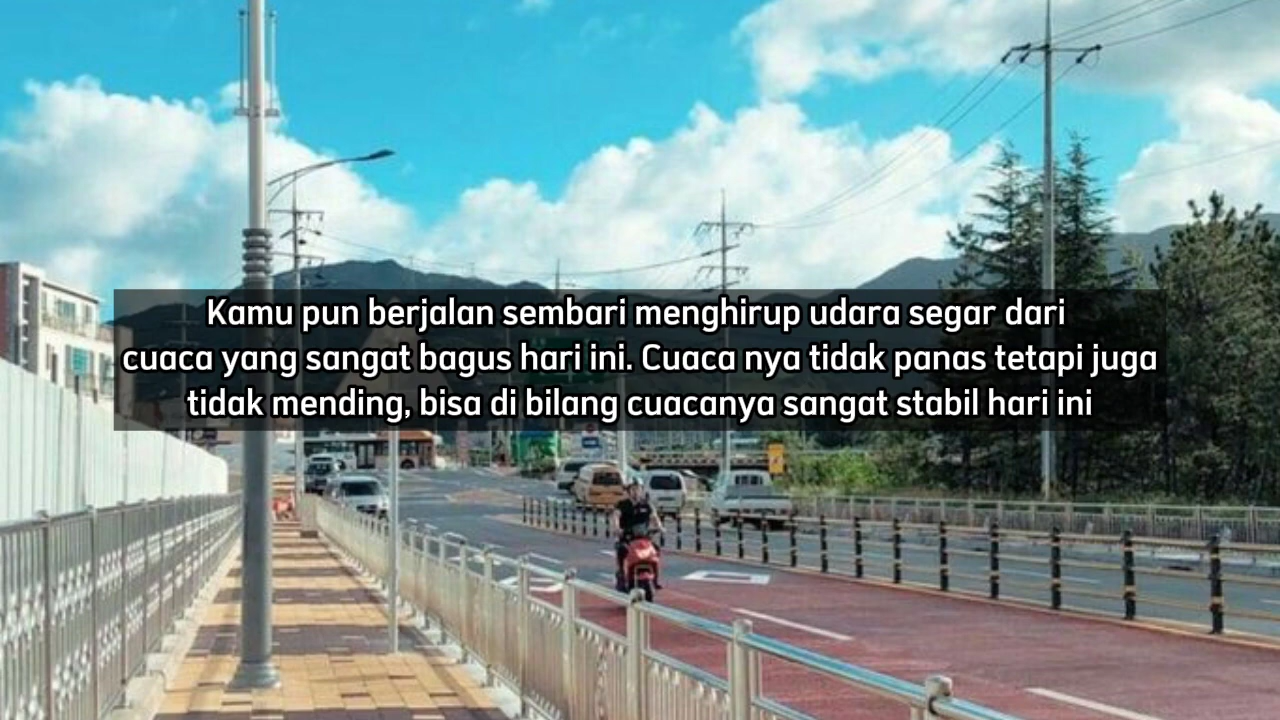 Kamu pun berjalan sembari menghirup udara segar dari
cuaca yang sangat bagus hari ini. Cuaca nya tidak panas tetapi juga
tidak mending, bisa di bilang cuacanya sangat stabil hari ini